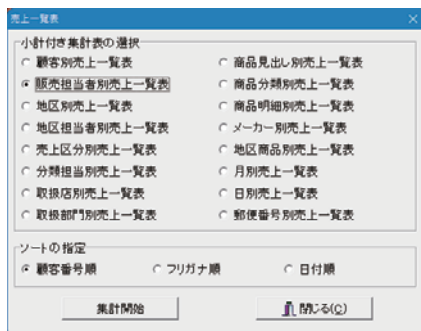 売上一覧表
小計付き集計表の選択
顧客別売上一覧表
販売担当者別売上一覧表
地区別売上一覧表
地区担当者別売上一覧表
売上区分別売上一覧表
分類担当別売上一覧表
取扱店別売上一覧表
取扱部門別売上一覧表
商品見出し別売上一覧表
商品分類別売上一覧表
商品明細別売上一覧表
メーカー別売上一覧表
地区商品別売上一覧表
月別売上一覧表
日別売上一覧表
郵便番号別売上一覧表
ソートの指定
顧客番号順 フリガナ順 日付順
集計開始 閉じる(C)